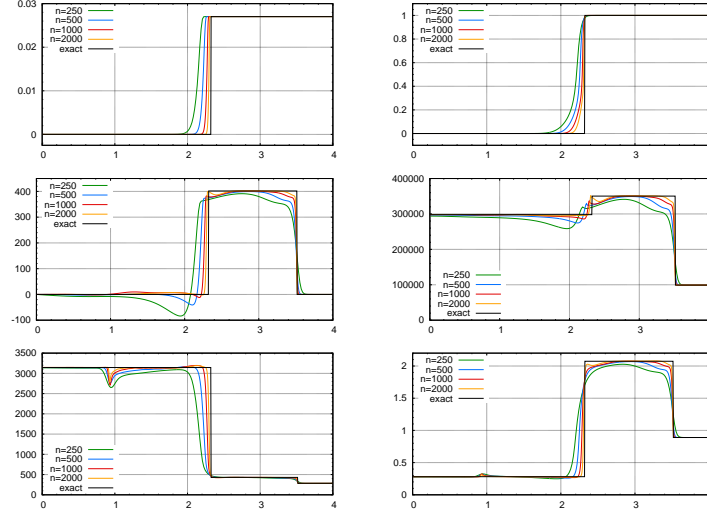 0.03
0.02
0.01
0
n=250
n=500
n=1000
n=2000
exact
0 1 2 3 4
1
0.8
0.6
0.4
0.2
0
n=250
n=500
n=1000
n=2000
exact
0 1 2 3 4
400
300
200
100
0
-100
n=250
n=500
n=1000
n=2000
exact
0 1 2 3 4
400000
300000
200000
100000
0
n=250
n=500
n=1000
n=2000
exact
0 1 2 3 4
3500
3000
2500
2000
1500
1000
500
0
n=250
n=500
n=1000
n=2000
exact
0 1 2 3 4
2
1.5
1
0.5
0
n=250
n=500
n=1000
n=2000
exact
0 1 2 3 4